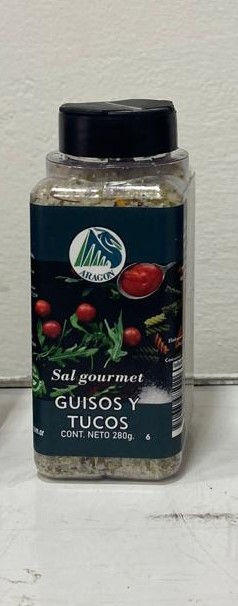 ARAGON
Sal gourmet
GUISOS Y
TUCOS
CONT. NETO 280g. 6